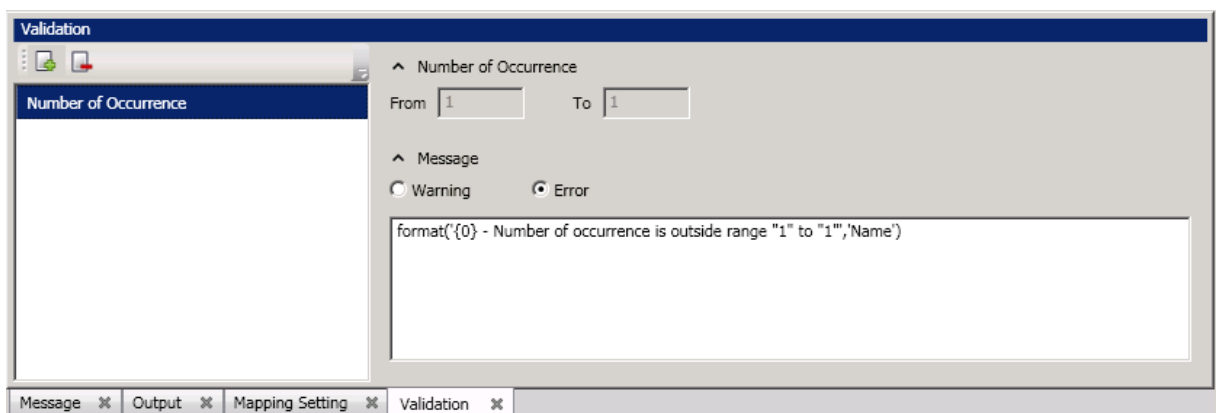 Validation
Number of Occurrence
Number of Occurrence
From 1 To 1
Message
Warning Error
format('{0} - Number of occurrence is outside range "1" to "1"','Name')
Message Output Mapping Setting Validation